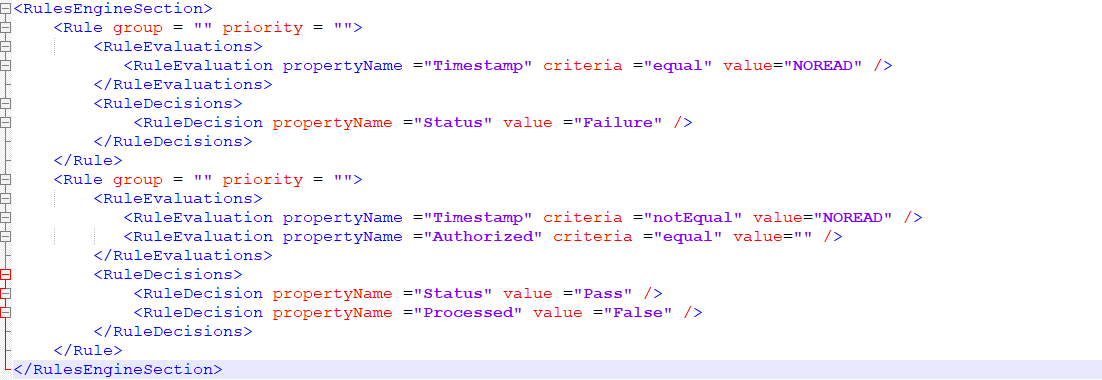 <RulesEngineSection>
<Rule group = "" priority = "">
<RuleEvaluations>
<RuleEvaluation propertyName ="Timestamp" criteria ="equal" value="NOREAD" />
</RuleEvaluations>
<RuleDecisions>
<RuleDecision propertyName ="Status" value ="Failure" />
</RuleDecisions>
</Rule>
<Rule group = "" priority = "">
<RuleEvaluations>
<RuleEvaluation propertyName ="Timestamp" criteria ="notEqual" value="NOREAD" />
<RuleEvaluation propertyName ="Authorized" criteria ="equal" value="" />
</RuleEvaluations>
<RuleDecisions>
<RuleDecision propertyName ="Status" value ="Pass" />
<RuleDecision propertyName ="Processed" value ="False" />
</RuleDecisions>
</Rule>
</RulesEngineSection>